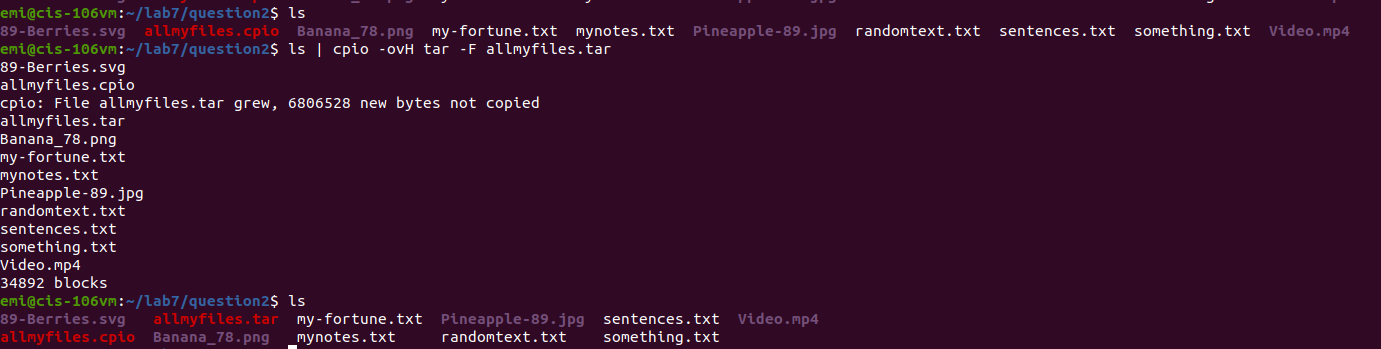 emi@cis-106vm:~/lab7/question2$ ls
89-Berries.svg  allmyfiles.cpio  Banana_78.png  my-fortune.txt  mynotes.txt  Pineapple-89.jpg  randomtext.txt  sentences.txt  something.txt  Video.mp4
emi@cis-106vm:~/lab7/question2$ ls | cpio -ovH tar -F allmyfiles.tar
89-Berries.svg
allmyfiles.cpio
cpio: File allmyfiles.tar grew, 6806528 new bytes not copied
allmyfiles.tar
Banana_78.png
my-fortune.txt
mynotes.txt
Pineapple-89.jpg
randomtext.txt
sentences.txt
something.txt
Video.mp4
34892 blocks
emi@cis-106vm:~/lab7/question2$ ls
89-Berries.svg   allmyfiles.tar  my-fortune.txt  Pineapple-89.jpg  sentences.txt  Video.mp4
allmyfiles.cpio  Banana_78.png   mynotes.txt     randomtext.txt    something.txt